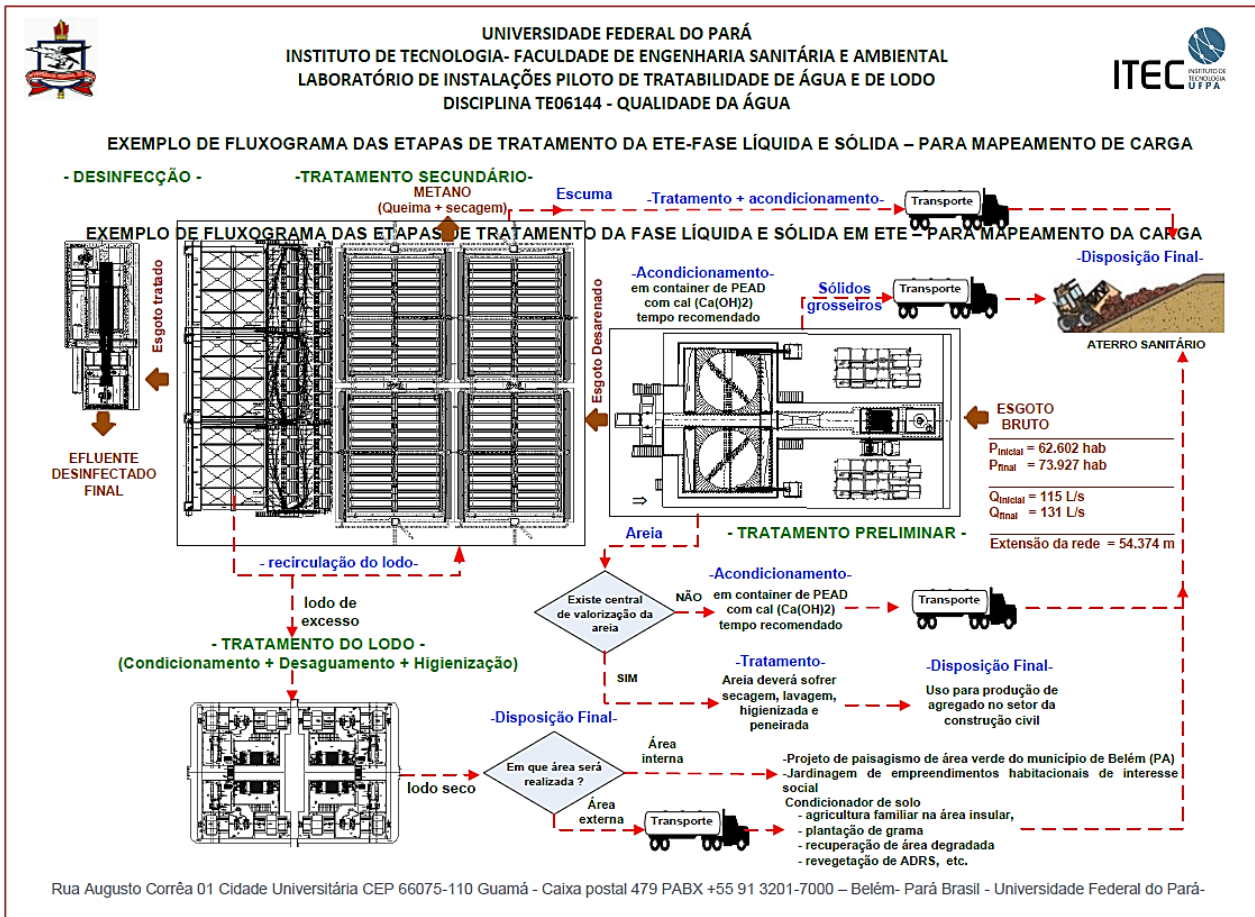 UNIVERSIDADE FEDERAL DO PARÁ
INSTITUTO DE TECNOLOGIA- FACULDADE DE ENGENHARIA SANITÁRIA E AMBIENTAL
LABORATÓRIO DE INSTALAÇÕES PILOTO DE TRATABILIDADE DE ÁGUA E DE LODO
DISCIPLINA TE06144 - QUALIDADE DA ÁGUA
ITEC
INSTITUTO DE
TECNOLOGIA
UFPA
EXEMPLO DE FLUXOGRAMA DAS ETAPAS DE TRATAMENTO DA ETE-FASE LÍQUIDA E SÓLIDA – PARA MAPEAMENTO DE CARGA
- DESINFECÇÃO -
-TRATAMENTO SECUNDÁRIO-
METANO
(Queima + secagem)
Escuma
-Tratamento + acondicionamento-
Transporte
EXEMPLO DE FLUXOGRAMA DAS ETAPAS DE TRATAMENTO DA FASE LÍQUIDA E SÓLIDA EM ETE – PARA MAPEAMENTO DA CARGA
-Disposição Final-
-Acondicionamento-
em container de PEAD
com cal (Ca(OH)2)
tempo recomendado
Sólidos
grosseiros
Transporte
ATERRO SANITÁRIO
Esgoto tratado
Esgoto Desarenado
ESGOTO
BRUTO
Pinicial = 62.602 hab
Pfinal = 73.927 hab
Qinicial = 115 L/s
Qfinal = 131 L/s
Extensão da rede = 54.374 m
EFLUENTE
DESINFECTADO
FINAL
Areia
- TRATAMENTO PRELIMINAR -
- recirculação do lodo-
lodo de
excesso
Existe central
de valorização da
areia
NÃO
-Acondicionamento-
em container de PEAD
com cal (Ca(OH)2)
tempo recomendado
Transporte
- TRATAMENTO DO LODO -
(Condicionamento + Desaguamento + Higienização)
SIM
-Tratamento-
Areia deverá sofrer
secagem, lavagem,
higienizada e
peneirada
-Disposição Final-
Uso para produção de
agregado no setor da
construção civil
-Disposição Final-
lodo seco
Em que área será
realizada ?
Área
interna
-Projeto de paisagismo de área verde do município de Belém (PA)
-Jardinagem de empreendimentos habitacionais de interesse
social
Área
externa
Transporte
Condicionador de solo
- agricultura familiar na área insular,
- plantação de grama
- recuperação de área degradada
- revegetação de ADRS, etc.
Rua Augusto Corrêa 01 Cidade Universitária CEP 66075-110 Guamá - Caixa postal 479 PABX +55 91 3201-7000 – Belém- Pará Brasil - Universidade Federal do Pará-